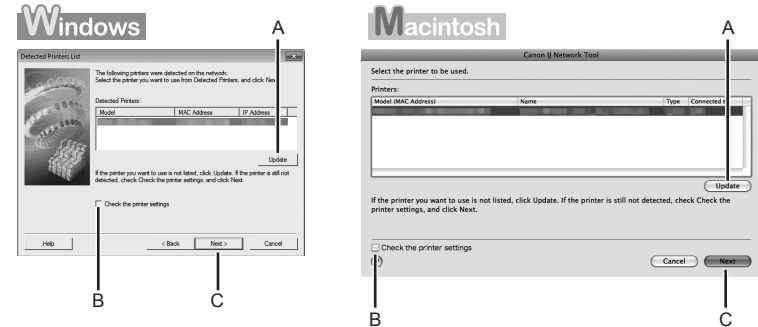 Windows
A
Detected Printers List
The following printers were detected on the network.
Select the printer you want to use from Detected Printers, and click Next.
Detected Printers:
Model MAC Address IP Address
Update
If the printer you want to use is not listed, click Update. If the printer is still not
detected, check Check the printer settings, and click Next.
Check the printer settings
Help < Back Next > Cancel
B C
Macintosh
A
Canon IJ Network Tool
Select the printer to be used.
Printers:
Model (MAC Address) Name Type Connected
Update
If the printer you want to use is not listed, click Update. If the printer is still not detected, check Check the
printer settings, and click Next.
Check the printer settings
Cancel Next
B C